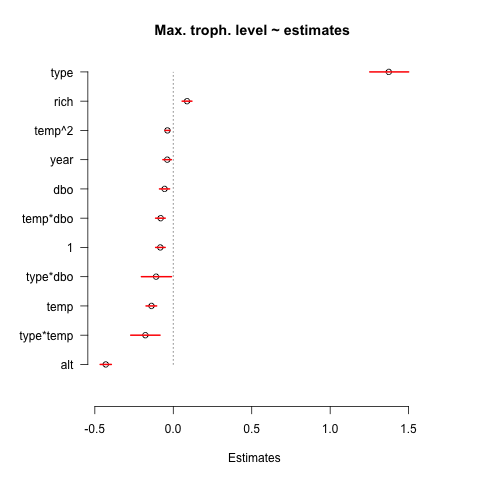 Max. troph. level ~ estimates
type
rich
temp^2
year
dbo
temp*dbo
1
type*dbo
temp
type*temp
alt
-0.5 0.0 0.5 1.0 1.5
Estimates